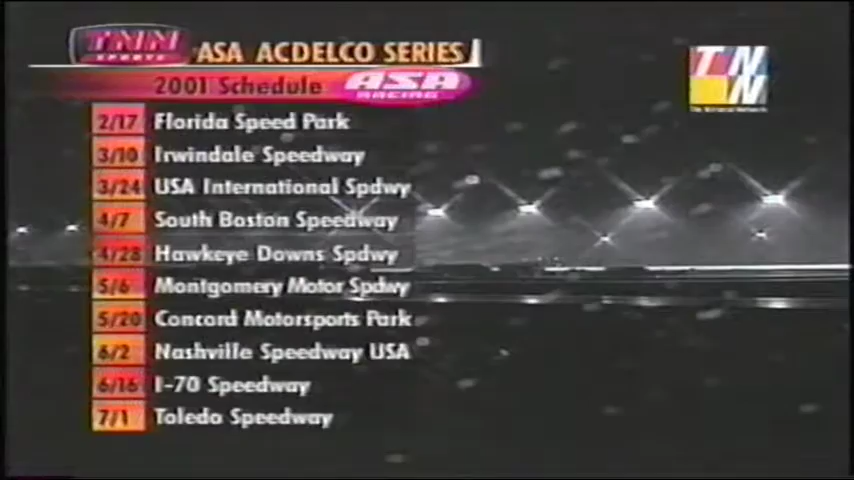 TNN
SPORTS
ASA ACDELCO SERIES
2001 Schedule
ASA
RACING
TNN
The National Network
2/17 Florida Speed Park
3/10 Irwindale Speedway
3/24 USA International Spdwy
4/7 South Boston Speedway
4/28 Hawkeye Downs Spdwy
5/6 Montgomery Motor Spdwy
5/20 Concord Motorsports Park
6/2 Nashville Speedway USA
6/16 I-70 Speedway
7/1 Toledo Speedway